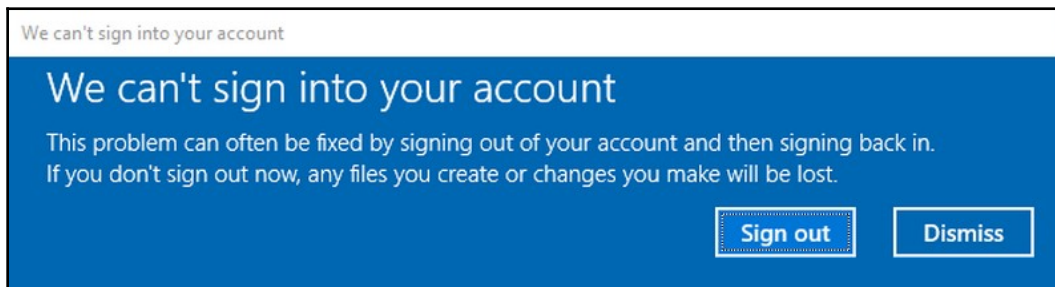 We can't sign into your account
We can't sign into your account
This problem can often be fixed by signing out of your account and then signing back in.
If you don't sign out now, any files you create or changes you make will be lost.
Sign out Dismiss